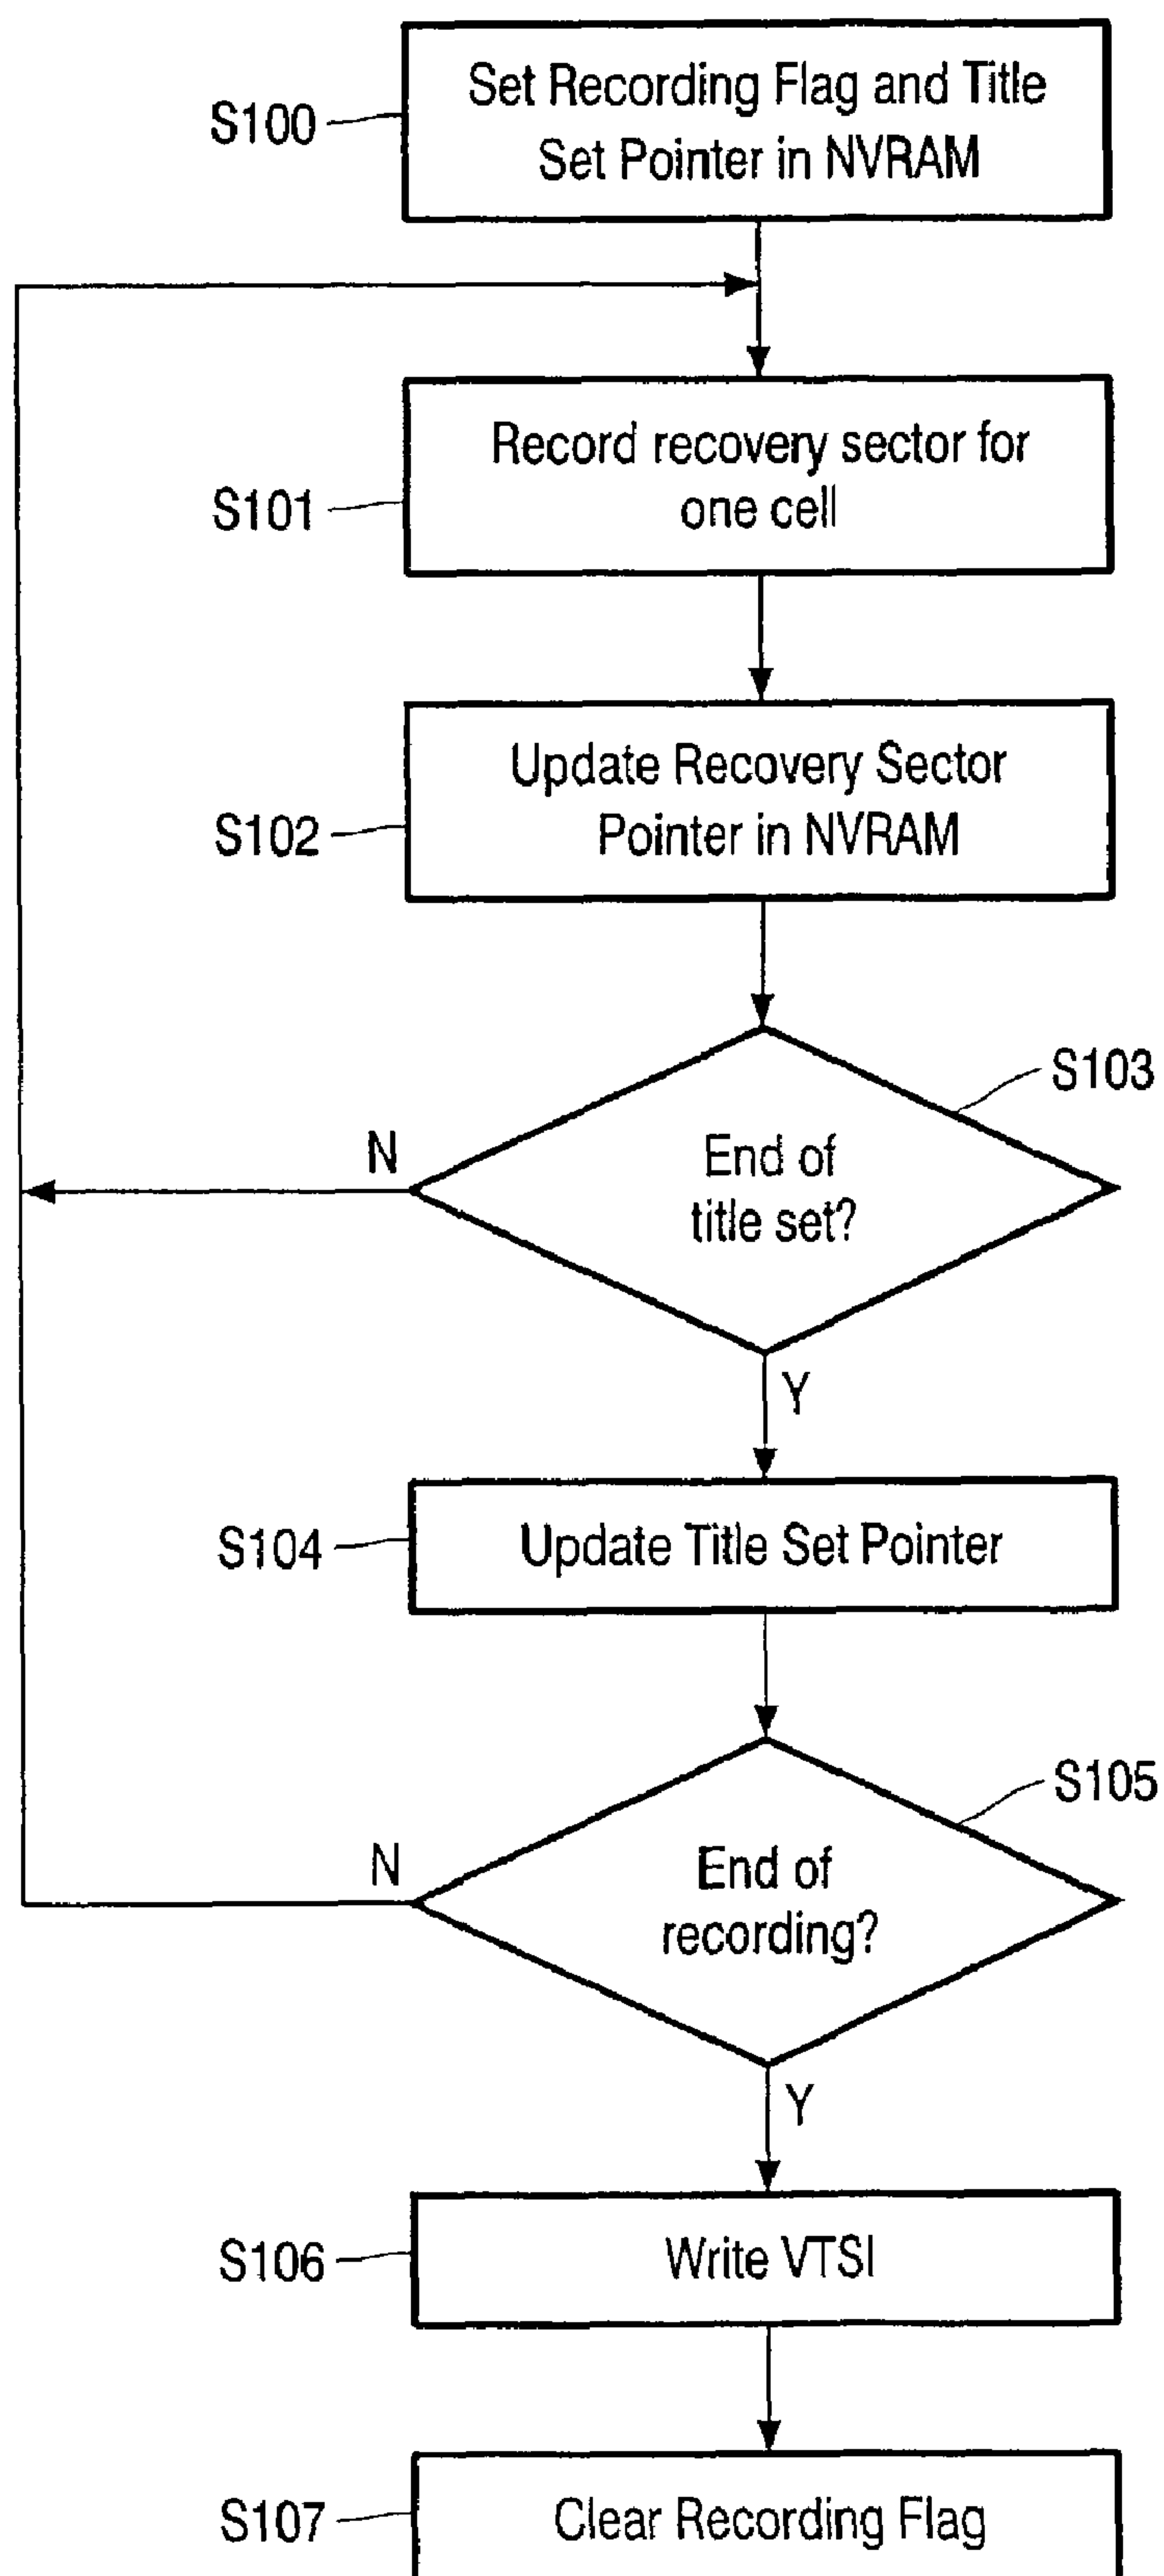 S100
Set Recording Flag and Title
Set Pointer in NVRAM
S101
Record recovery sector for
one cell
S102
Update Recovery Sector
Pointer in NVRAM
S103
End of
title set?
N
Y
S104
Update Title Set Pointer
S105
End of
recording?
N
Y
S106
Write VTSI
S107
Clear Recording Flag